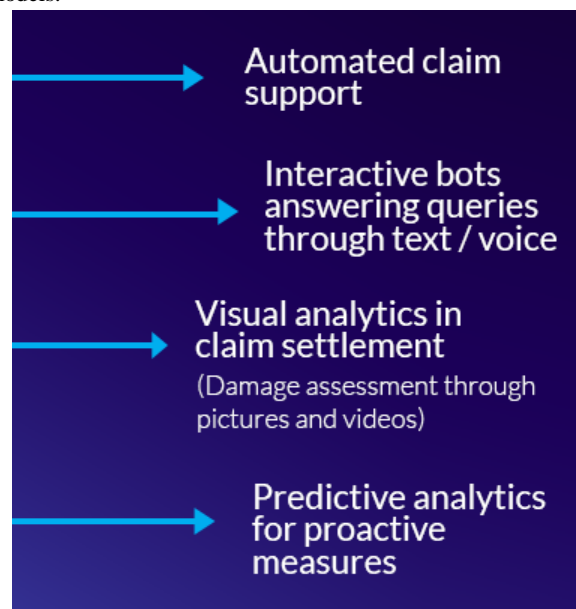 Automated claim
support
Interactive bots
answering queries
through text / voice
Visual analytics in
claim settlement
(Damage assessment through
pictures and videos)
Predictive analytics
for proactive
measures